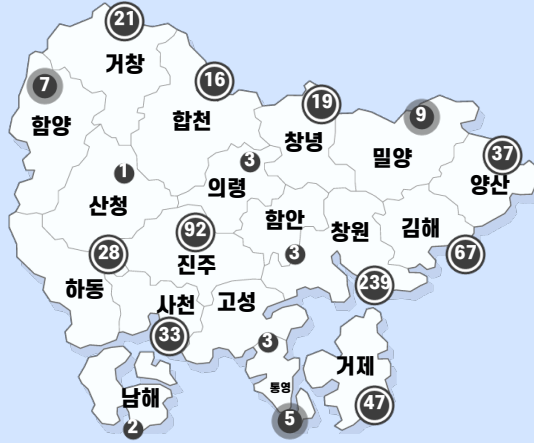 21
거창
16
7
함양
합천
19
창녕
9
밀양
37
양산
1
산청
3
의령
함안
3
창원
김해
92
진주
28
하동
67
239
사천
33
고성
3
거제
47
통영
5
남해
2